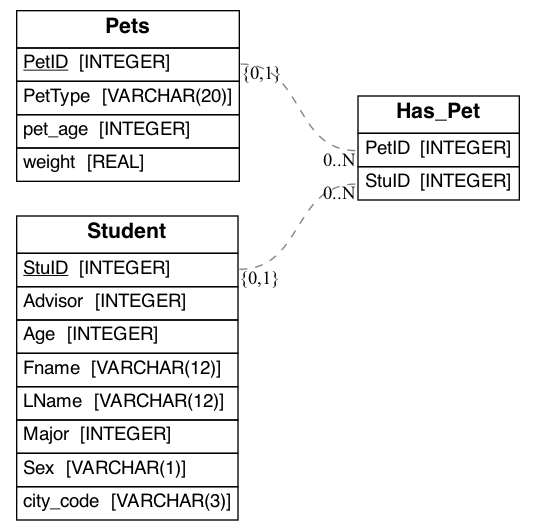 Pets
PetID [INTEGER]
PetType [VARCHAR(20)]
pet_age [INTEGER]
weight [REAL]
{0,1}
Has_Pet
PetID [INTEGER]
StuID [INTEGER]
0..N
0..N
Student
StuID [INTEGER]
Advisor [INTEGER]
Age [INTEGER]
Fname [VARCHAR(12)]
LName [VARCHAR(12)]
Major [INTEGER]
Sex [VARCHAR(1)]
city_code [VARCHAR(3)]
{0,1}